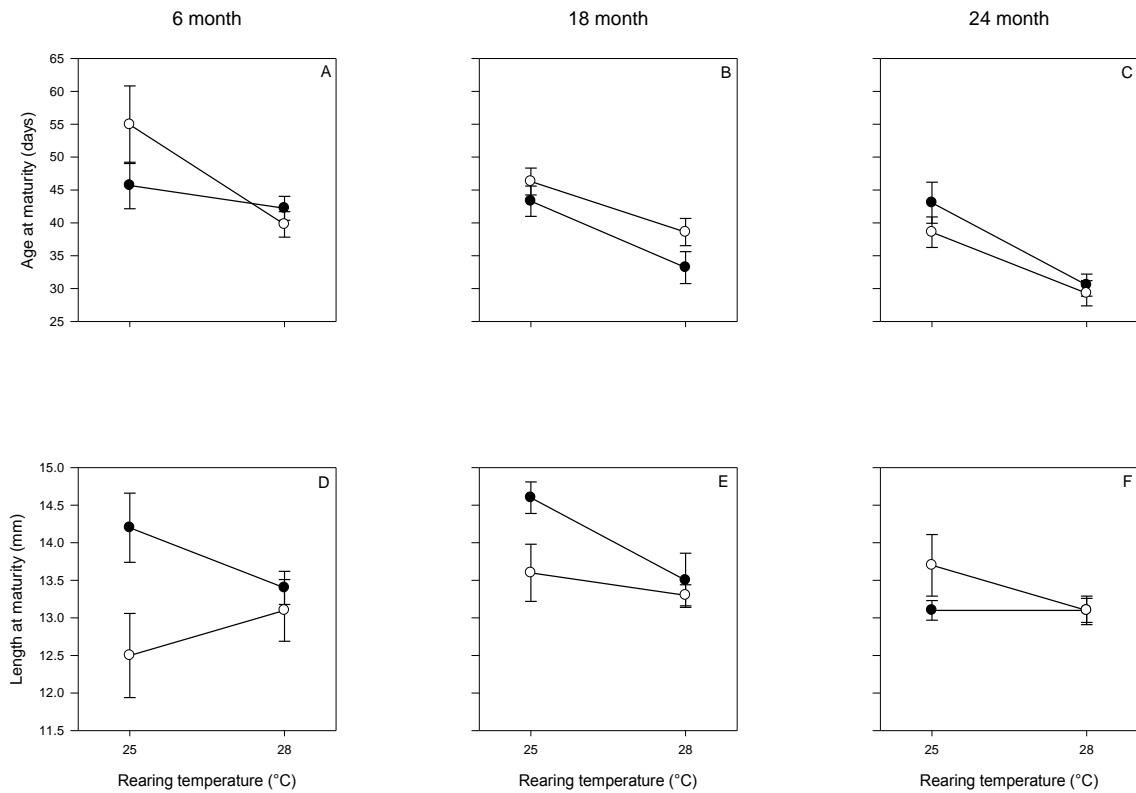 6 month 18 month 24 month
65
60
55
50
45
40
35
30
25
Age at maturity (days)
A
B
C
15.0
14.5
14.0
13.5
13.0
12.5
12.0
11.5
Length at maturity (mm)
D
E
F
25 28 25 28 25 28
Rearing temperature (°C) Rearing temperature (°C) Rearing temperature (°C)